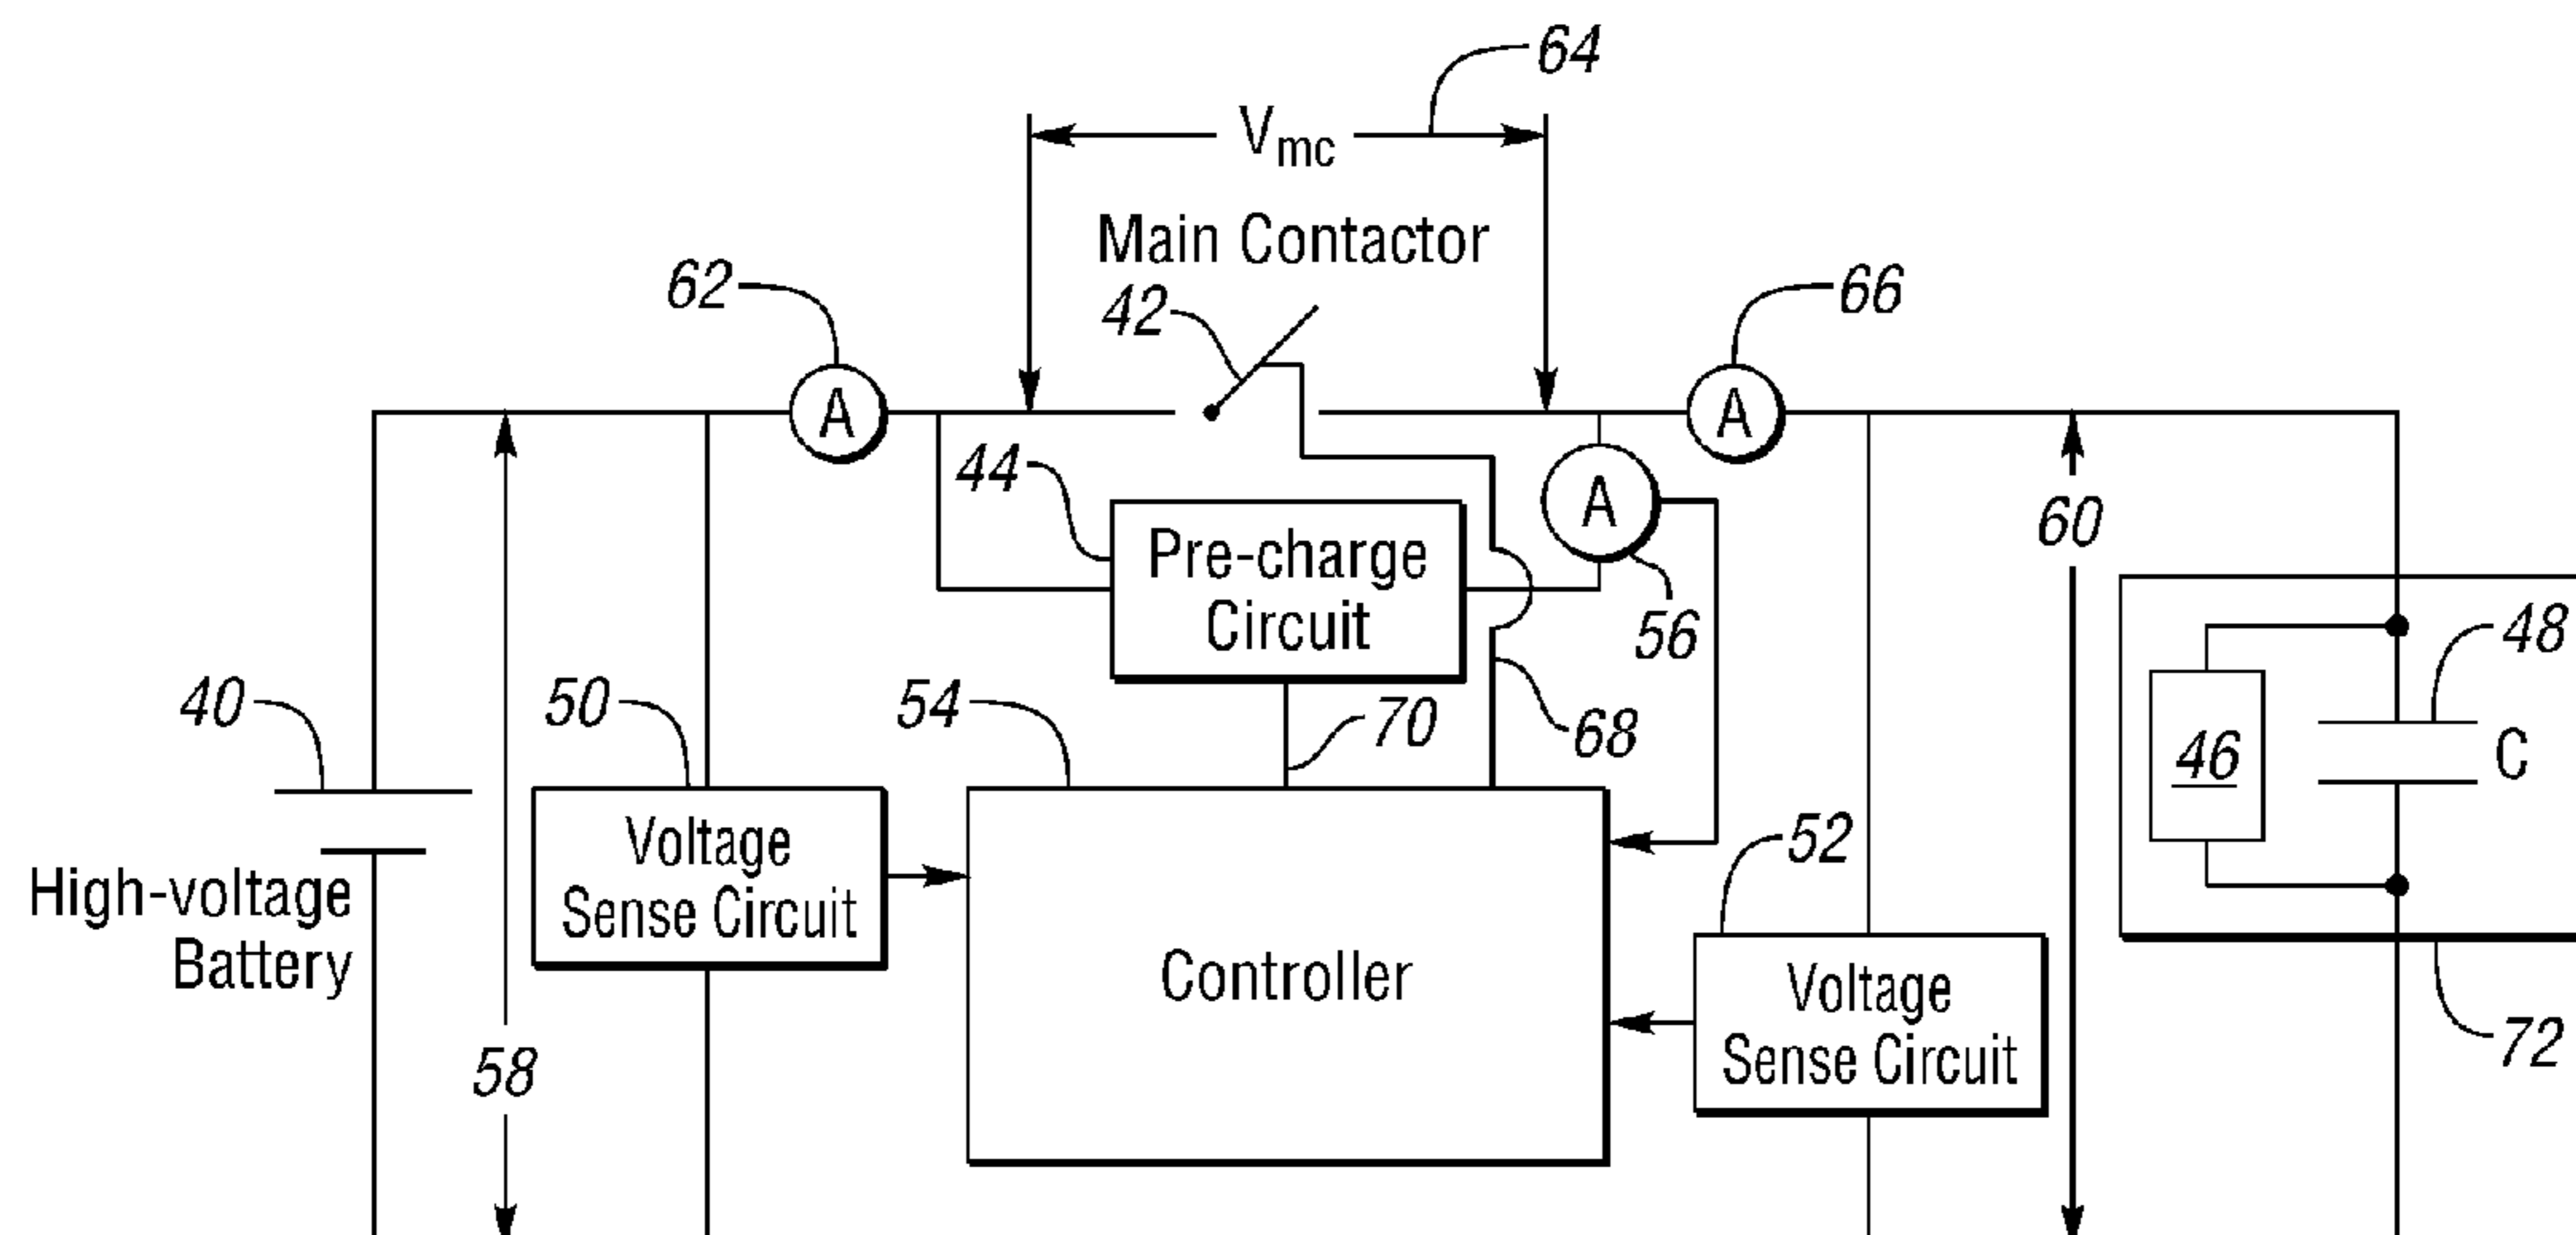 64
Vmc
Main Contactor
62
42
66
A
A
44
A
60
Pre-charge
Circuit
56
48
40
50
54
70
68
46
C
Voltage
Sense Circuit
52
High-voltage
Battery
Controller
Voltage
Sense Circuit
58
72